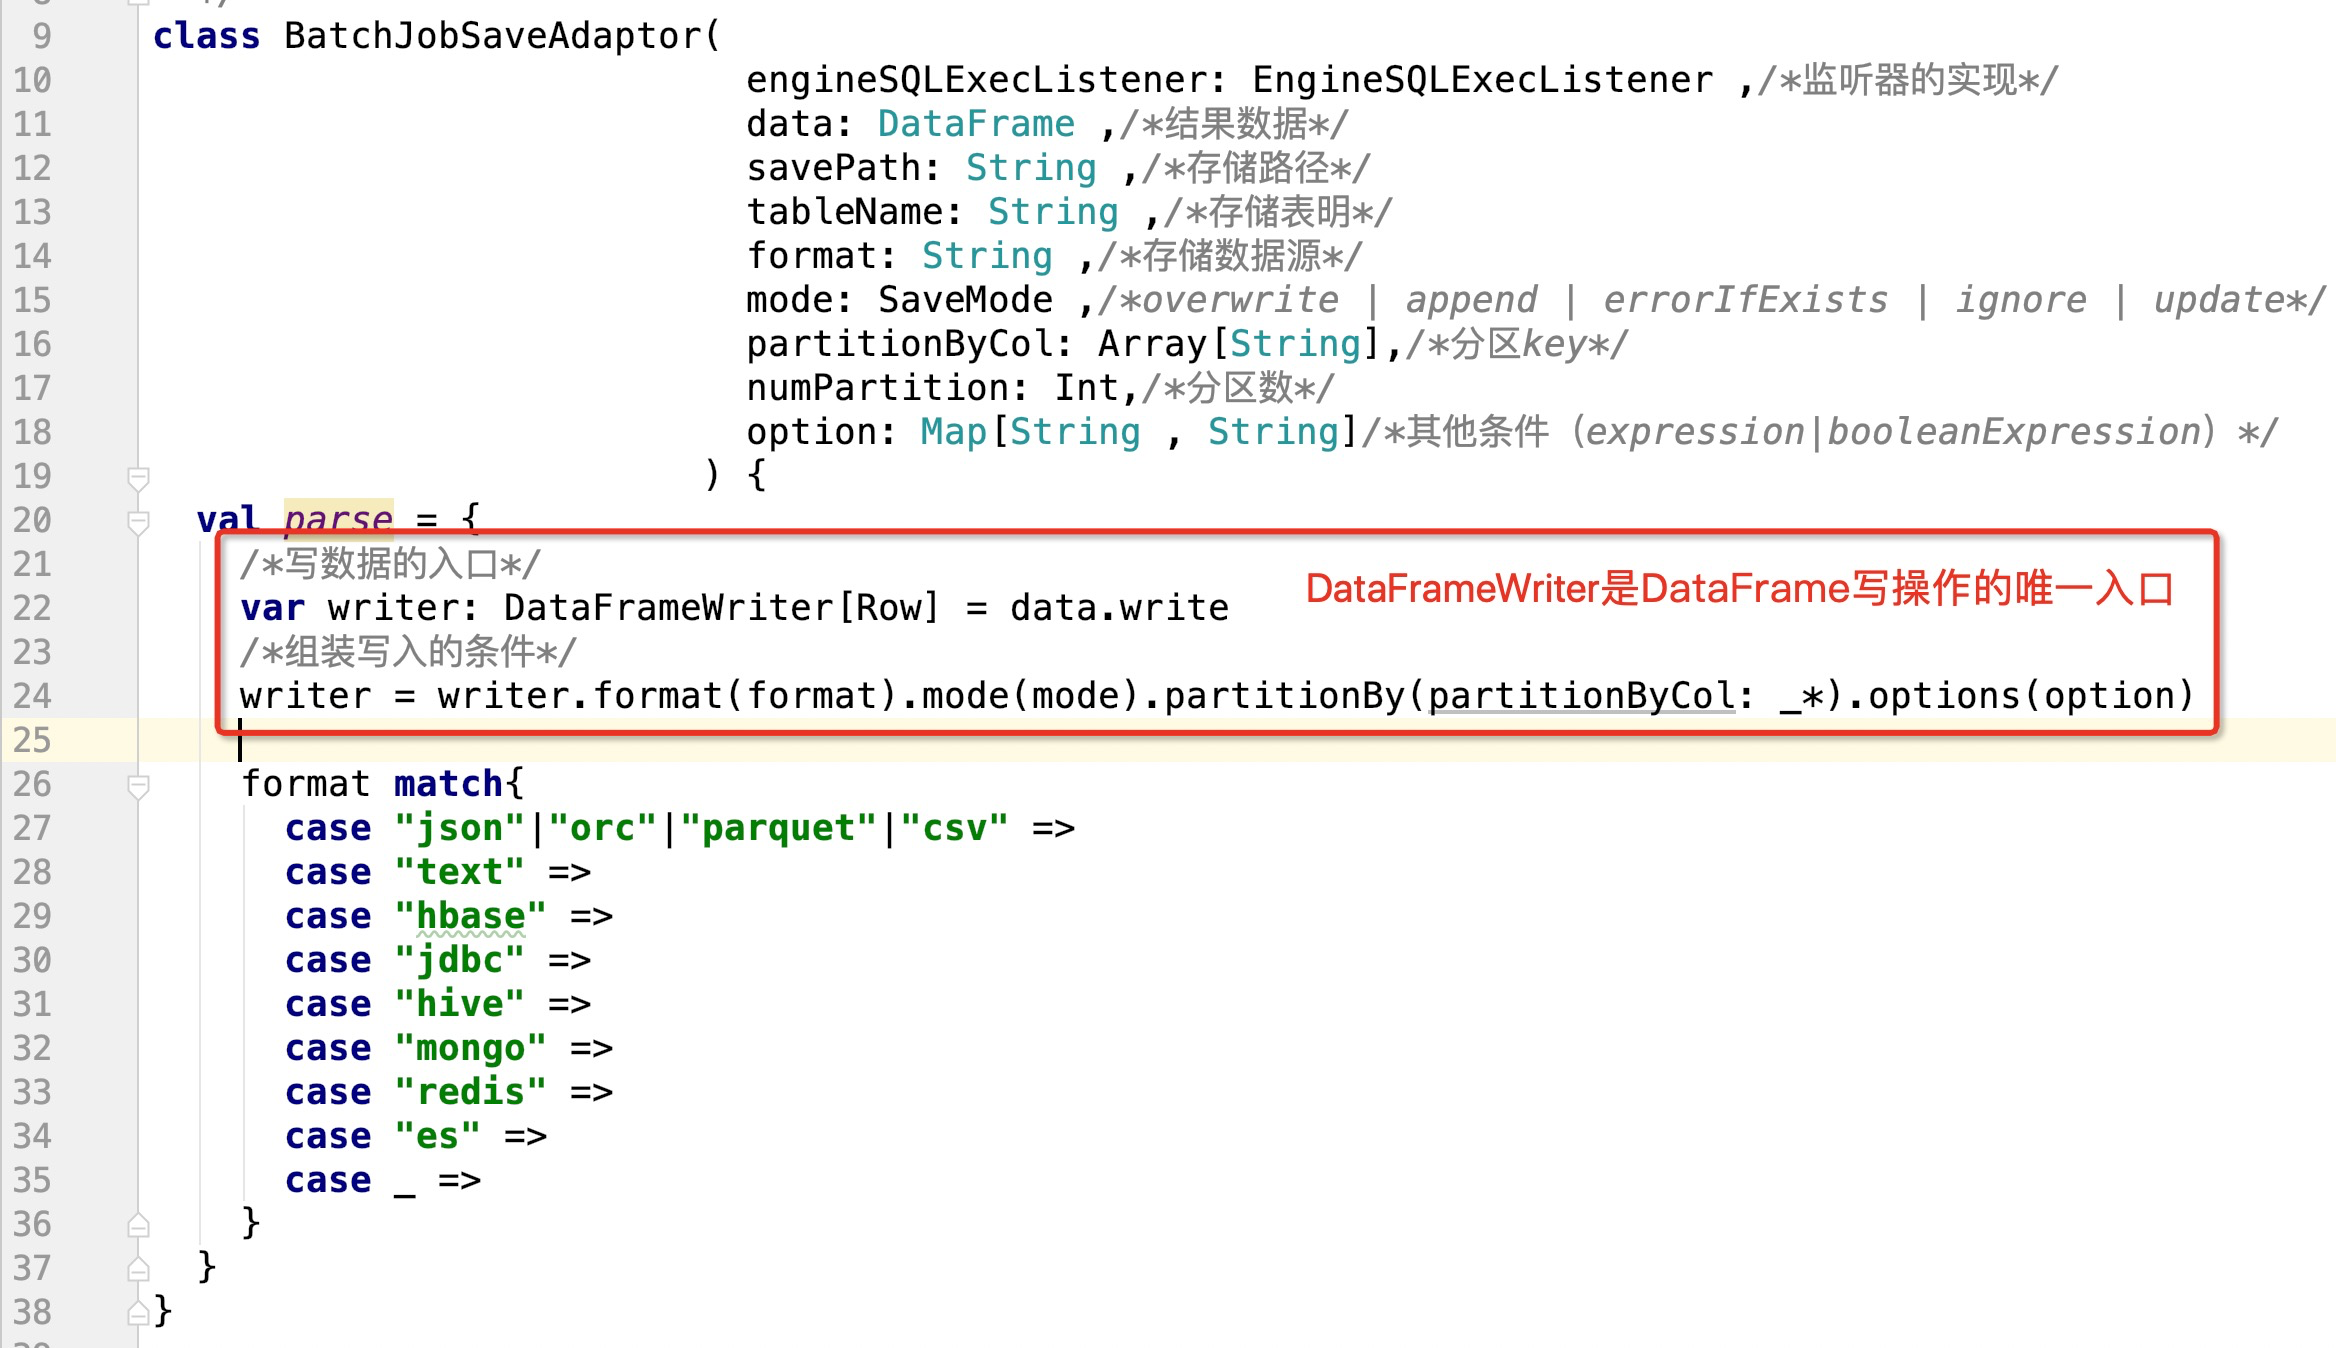 9 class BatchJobSaveAdaptor(
10 engineSQLExecListener: EngineSQLExecListener ,/*监听器的实现*/
11 data: DataFrame ,/*结果数据*/
12 savePath: String ,/*存储路径*/
13 tableName: String ,/*存储表明*/
14 format: String ,/*存储数据源*/
15 mode: SaveMode ,/*overwrite | append | errorIfExists | ignore | update*/
16 partitionByCol: Array[String],/*分区key*/
17 numPartition: Int,/*分区数*/
18 option: Map[String , String]/*其他条件（expression|booleanExpression）*/
19 ) {
20 val parse = {
21 /*写数据的入口*/
DataFrameWriter是DataFrame写操作的唯一入口
22 var writer: DataFrameWriter[Row] = data.write
23 /*组装写入的条件*/
24 writer = writer.format(format).mode(mode).partitionBy(partitionByCol: _*).options(option)
25
26 format match{
27 case "json"|"orc"|"parquet"|"csv" =>
28 case "text" =>
29 case "hbase" =>
30 case "jdbc" =>
31 case "hive" =>
32 case "mongo" =>
33 case "redis" =>
34 case "es" =>
35 case _ =>
36 }
37 }
38 }